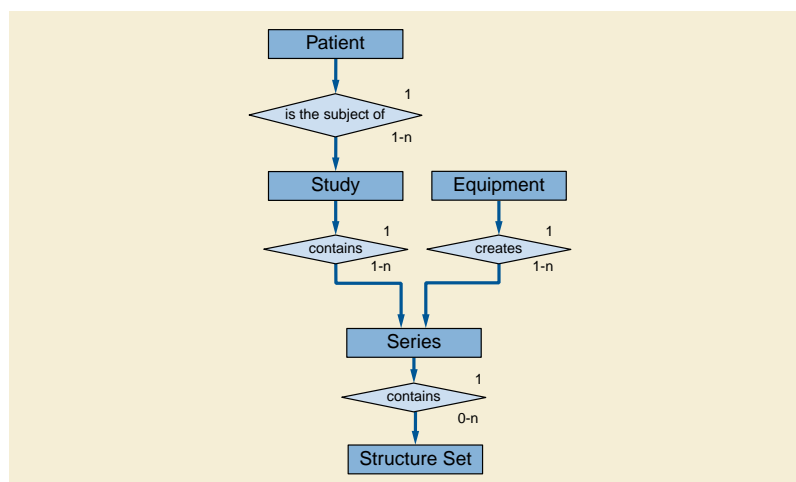 Patient
1
is the subject of
1-n
Study
Equipment
1
1
contains
creates
1-n
1-n
Series
1
contains
0-n
Structure Set